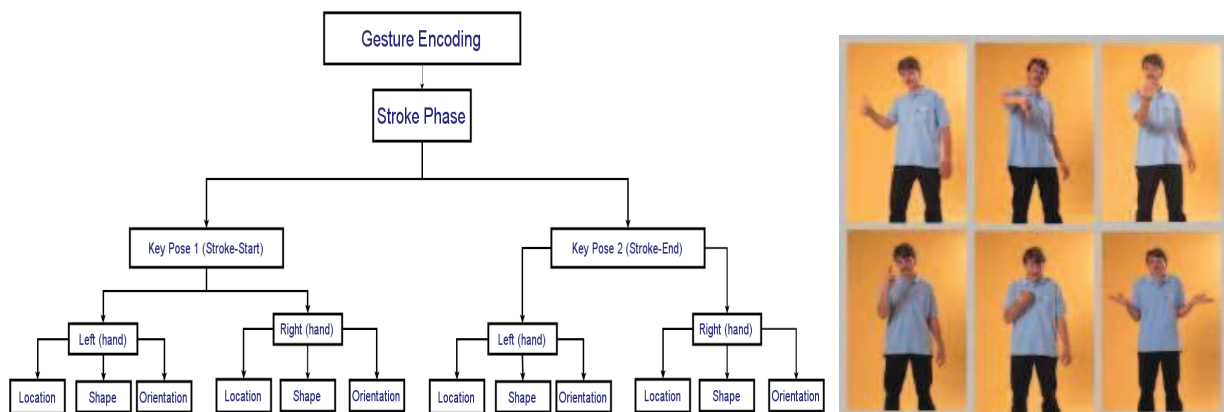 Gesture Encoding
Stroke Phase
Key Pose 1 (Stroke-Start)
Key Pose 2 (Stroke-End)
Left (hand)
Right (hand)
Left (hand)
Right (hand)
Location
Shape
Orientation
Location
Shape
Orientation
Location
Shape
Orientation
Location
Shape
Orientation